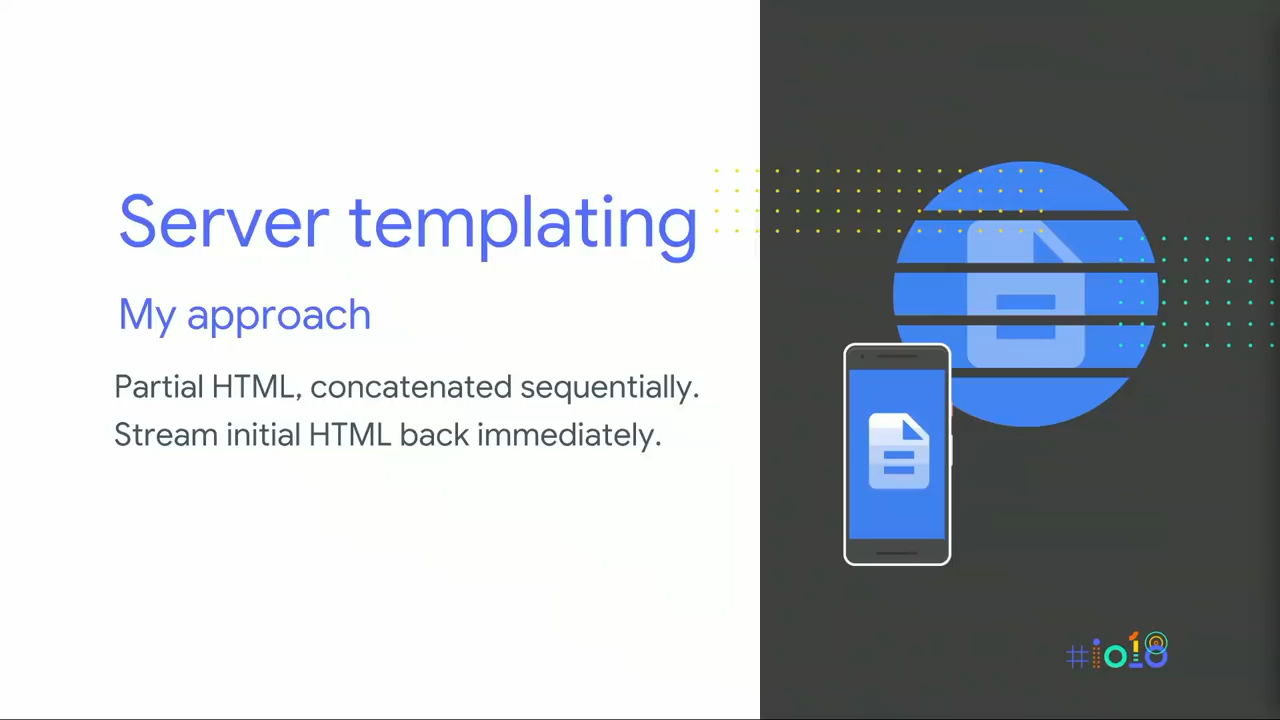 Server templating
My approach
Partial HTML, concatenated sequentially.
Stream initial HTML back immediately.
#io18